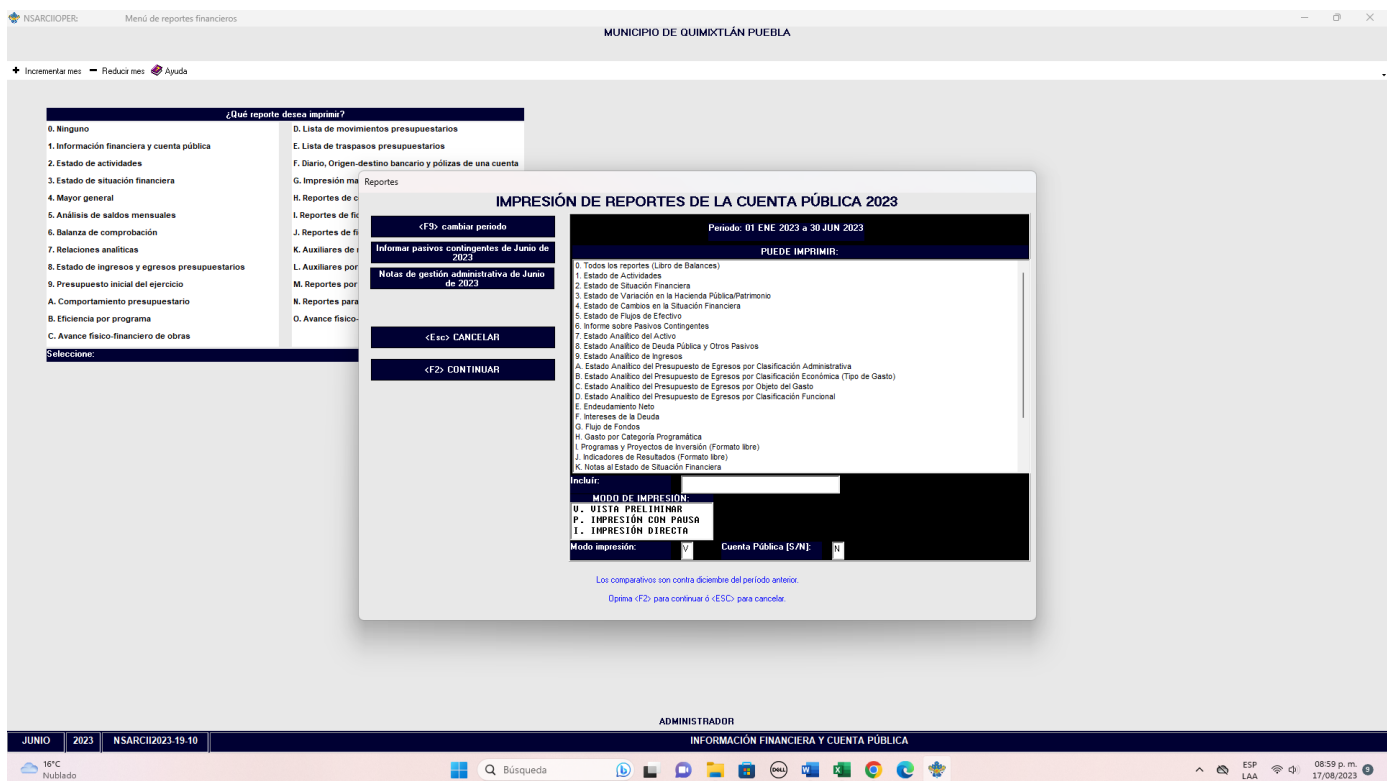 NSARCIIOPER: Menú de reportes financieros
MUNICIPIO DE QUIMIXTLÁN PUEBLA
Incrementar mes Reducir mes Ayuda
¿Qué reporte desea imprimir?
0. Ninguno
1. Información financiera y cuenta pública
2. Estado de actividades
3. Estado de situación financiera
4. Mayor general
5. Análisis de saldos mensuales
6. Balanza de comprobación
7. Relaciones analíticas
8. Estado de ingresos y egresos presupuestarios
9. Presupuesto inicial del ejercicio
A. Comportamiento presupuestario
B. Eficiencia por programa
C. Avance físico-financiero de obras
D. Lista de movimientos presupuestarios
E. Lista de traspasos presupuestarios
F. Diario, Origen-destino bancario y pólizas de una cuenta
G. Impresión ma
H. Reportes de c
I. Reportes de fic
J. Reportes de fi
K. Auxiliares de
L. Auxiliares por
M. Reportes por
N. Reportes para
O. Avance físico-
Seleccione:
Reportes
IMPRESIÓN DE REPORTES DE LA CUENTA PÚBLICA 2023
<F9> cambiar periodo
Informar pasivos contingentes de Junio de
2023
Notas de gestión administrativa de Junio
de 2023
<Esc> CANCELAR
<F2> CONTINUAR
Periodo: 01 ENE 2023 a 30 JUN 2023
PUEDE IMPRIMIR:
0. Todos los reportes (Libro de Balances)
1. Estado de Actividades
2. Estado de Situación Financiera
3. Estado de Variación en la Hacienda Pública/Patrimonio
4. Estado de Cambios en la Situación Financiera
5. Estado de Flujos de Efectivo
6. Informe sobre Pasivos Contingentes
7. Estado Analítico del Activo
8. Estado Analítico de Deuda Pública y Otros Pasivos
9. Estado Analítico de Ingresos
A. Estado Analítico del Presupuesto de Egresos por Clasificación Administrativa
B. Estado Analítico del Presupuesto de Egresos por Clasificación Económica (Tipo de Gasto)
C. Estado Analítico del Presupuesto de Egresos por Objeto del Gasto
D. Estado Analítico del Presupuesto de Egresos por Clasificación Funcional
E. Endeudamiento Neto
F. Intereses de la Deuda
G. Flujo de Fondos
H. Gasto por Categoría Programática
I. Programas y Proyectos de Inversión (Formato libre)
J. Indicadores de Resultados (Formato libre)
K. Notas al Estado de Situación Financiera
Incluír:
MODO DE IMPRESIÓN:
V. VISTA PRELIMINAR
P. IMPRESIÓN CON PAUSA
I. IMPRESIÓN DIRECTA
Modo impresión: V Cuenta Pública [S/N]: N
Los comparativos son contra diciembre del período anterior.
Oprima <F2> para continuar ó <ESC> para cancelar.
ADMINISTRADOR
JUNIO 2023 NSARCII2023-19-10 INFORMACIÓN FINANCIERA Y CUENTA PÚBLICA
16°C
Nublado
Búsqueda
DELL
ESP
LAA
08:59 p. m.
17/08/2023
9